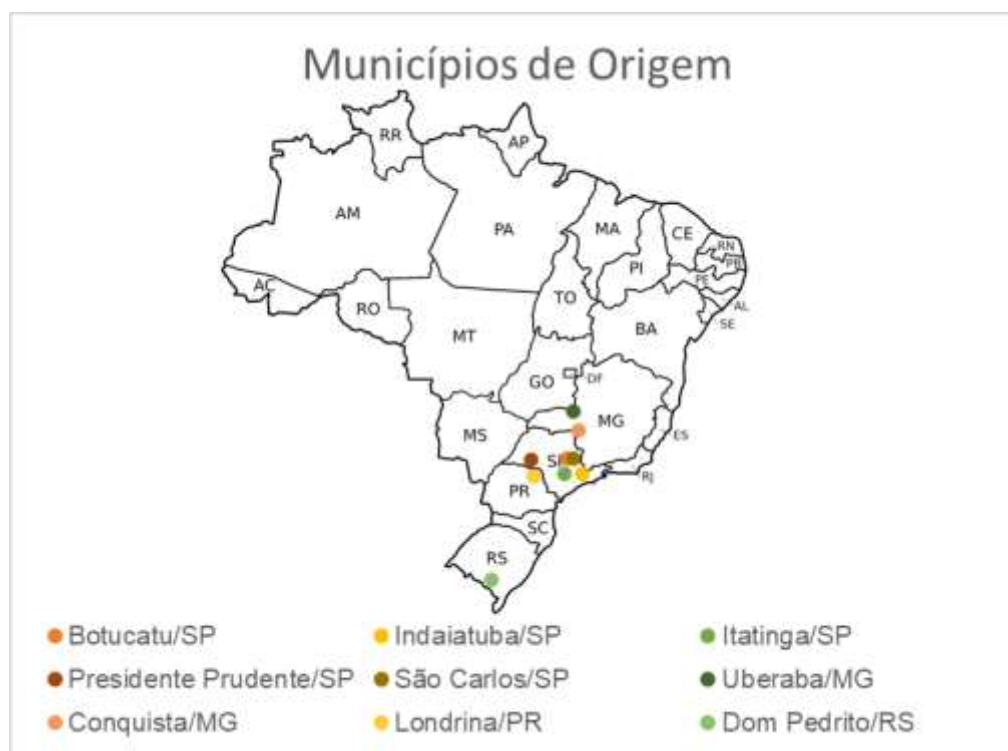 Municípios de Origem
RR
AP
AM
PA
MA
CE
RN
PB
PI
PE
AC
TO
AL
RO
SE
BA
MT
GO
DF
MG
MS
ES
SP
RJ
PR
SC
RS
Botucatu/SP
Indaiatuba/SP
Itatinga/SP
Presidente Prudente/SP
São Carlos/SP
Uberaba/MG
Conquista/MG
Londrina/PR
Dom Pedrito/RS